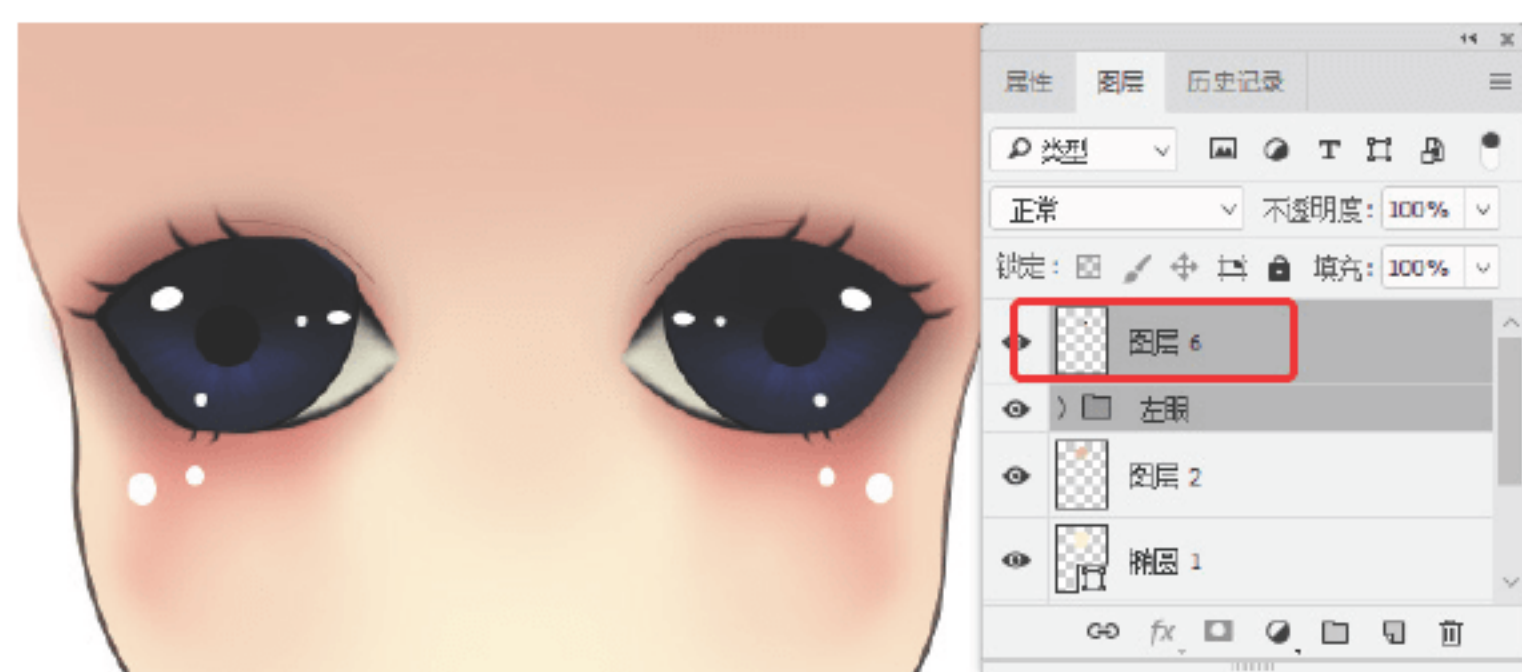 属性 图层 历史记录
类型
正常 不透明度: 100%
锁定: 填充: 100%
图层 6
左眼
图层 2
椭圆 1
fx